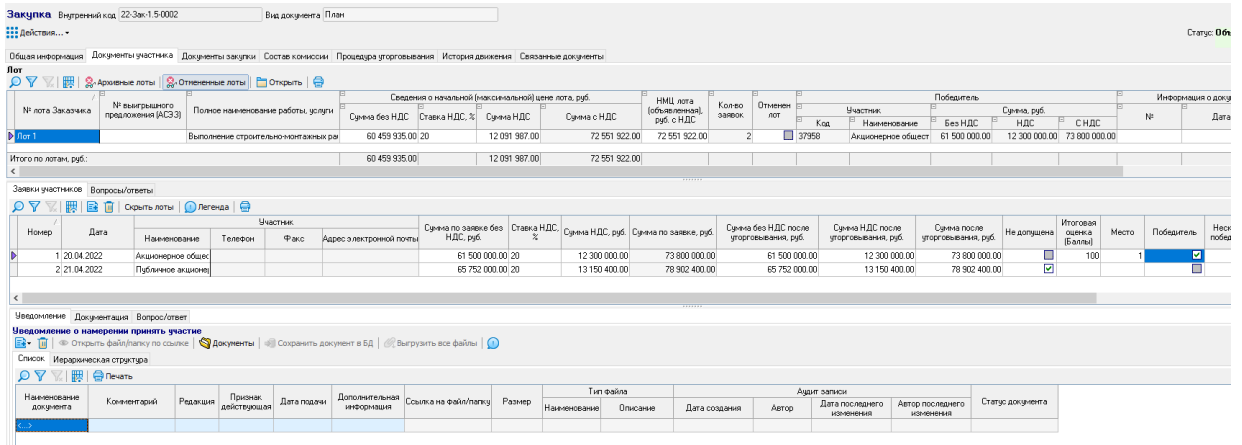 Закупка Внутренний код 22-Зак-1.5-0002 Вид документа План
Действия...
Статус: Объ
Общая информация Документы участника Документы закупки Состав комиссии Процедура уторговывания История движения Связанные документы
Лот
Архивные лоты Отмененные лоты Открыть
Сведения о начальной (максимальной) цене лота, руб. Победитель Информация о доку
№ лота Заказчика № выигрышного предложения (АСЭЗ) Полное наименование работы, услуги Сумма без НДС Ставка НДС, % Сумма НДС Сумма с НДС НМЦ лота (объявленная), руб. с НДС Кол-во заявок Отменен лот Участник Сумма, руб. № Дата
Код Наименование Без НДС НДС С НДС
Лот 1 Выполнение строительно-монтажных раб 60 459 935.00 20 12 091 987.00 72 551 922.00 72 551 922.00 2 37958 Акционерное общест 61 500 000.00 12 300 000.00 73 800 000.00
Итого по лотам, руб.: 60 459 935.00 12 091 987.00 72 551 922.00
Заявки участников Вопросы/ответы
Скрыть лоты Легенда
Номер Дата Участник Сумма по заявке без НДС, руб. Ставка НДС, % Сумма НДС, руб. Сумма по заявке, руб. Сумма без НДС после уторговывания, руб. Сумма НДС после уторговывания, руб. Сумма после уторговывания, руб. Не допущена Итоговая оценка (Баллы) Место Победитель Неск побед
Наименование Телефон Факс Адрес электронной почты
1 20.04.2022 Акционерное общес 61 500 000.00 20 12 300 000.00 73 800 000.00 61 500 000.00 12 300 000.00 73 800 000.00 100 1
2 21.04.2022 Публичное акционе 65 752 000.00 20 13 150 400.00 78 902 400.00 65 752 000.00 13 150 400.00 78 902 400.00
Уведомление Документация Вопрос/ответ
Уведомление о намерении принять участие
Открыть файл/папку по ссылке Документы Сохранить документ в БД Выгрузить все файлы
Список Иерархическая структура
Печать
Наименование документа Комментарий Редакция Признак действующая Дата подачи Дополнительная информация Ссылка на файл/папку Размер Тип файла Аудит записи Статус документа
Наименование Описание Дата создания Автор Дата последнего изменения Автор последнего изменения
<...>